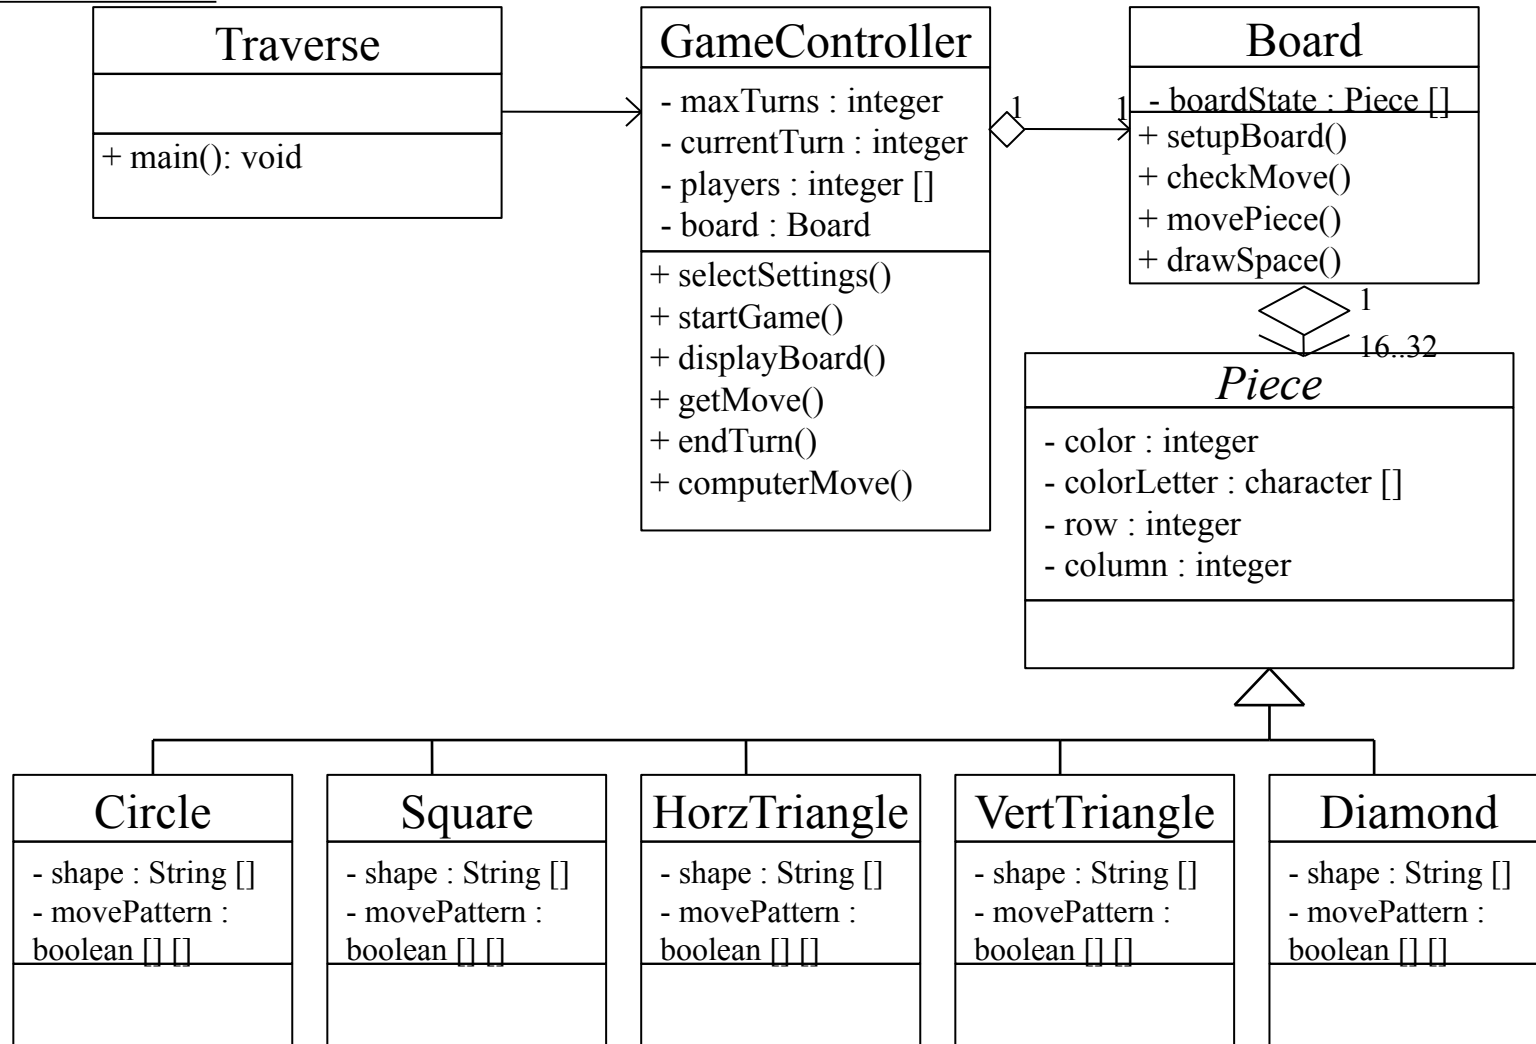 Traverse
+ main(): void
GameController
- maxTurns : integer
- currentTurn : integer
- players : integer []
- board : Board
+ selectSettings()
+ startGame()
+ displayBoard()
+ getMove()
+ endTurn()
+ computerMove()
1
1
Board
- boardState : Piece []
+ setupBoard()
+ checkMove()
+ movePiece()
+ drawSpace()
1
16..32
Piece
- color : integer
- colorLetter : character []
- row : integer
- column : integer
Circle
- shape : String []
- movePattern :
boolean [] []
Square
- shape : String []
- movePattern :
boolean [] []
HorzTriangle
- shape : String []
- movePattern :
boolean [] []
VertTriangle
- shape : String []
- movePattern :
boolean [] []
Diamond
- shape : String []
- movePattern :
boolean [] []